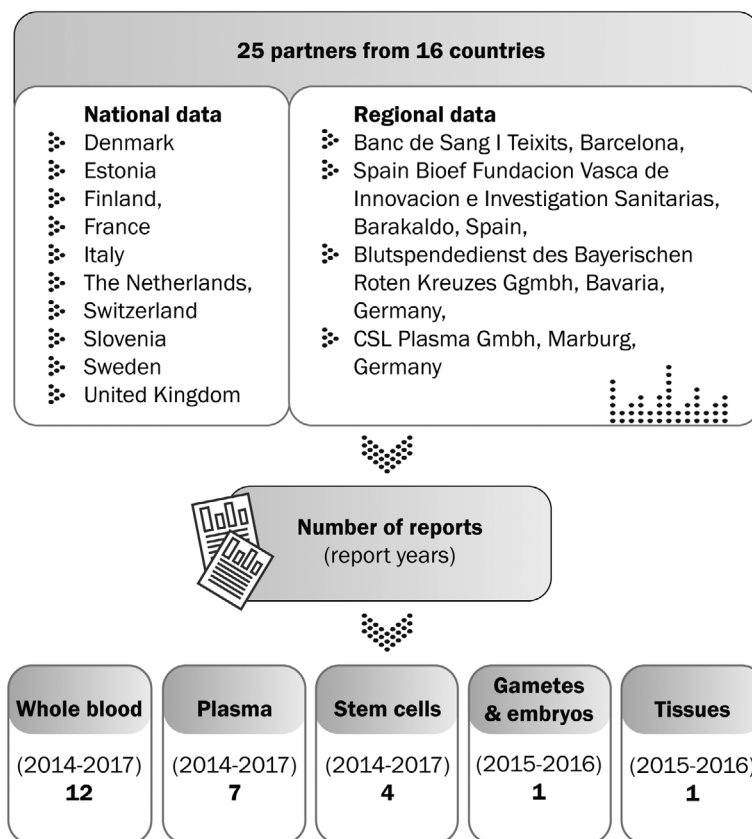 25 partners from 16 countries
National data
Denmark
Estonia
Finland,
France
Italy
The Netherlands,
Switzerland
Slovenia
Sweden
United Kingdom
Regional data
Banc de Sang I Teixits, Barcelona,
Spain Bioef Fundacion Vasca de
Innovacion e Investigation Sanitarias,
Barakaldo, Spain,
Blutspendedienst des Bayerischen
Roten Kreuzes Ggmbh, Bavaria,
Germany,
CSL Plasma Gmbh, Marburg,
Germany
Number of reports
(report years)
Whole blood
(2014-2017)
12
Plasma
(2014-2017)
7
Stem cells
(2014-2017)
4
Gametes
& embryos
(2015-2016)
1
Tissues
(2015-2016)
1